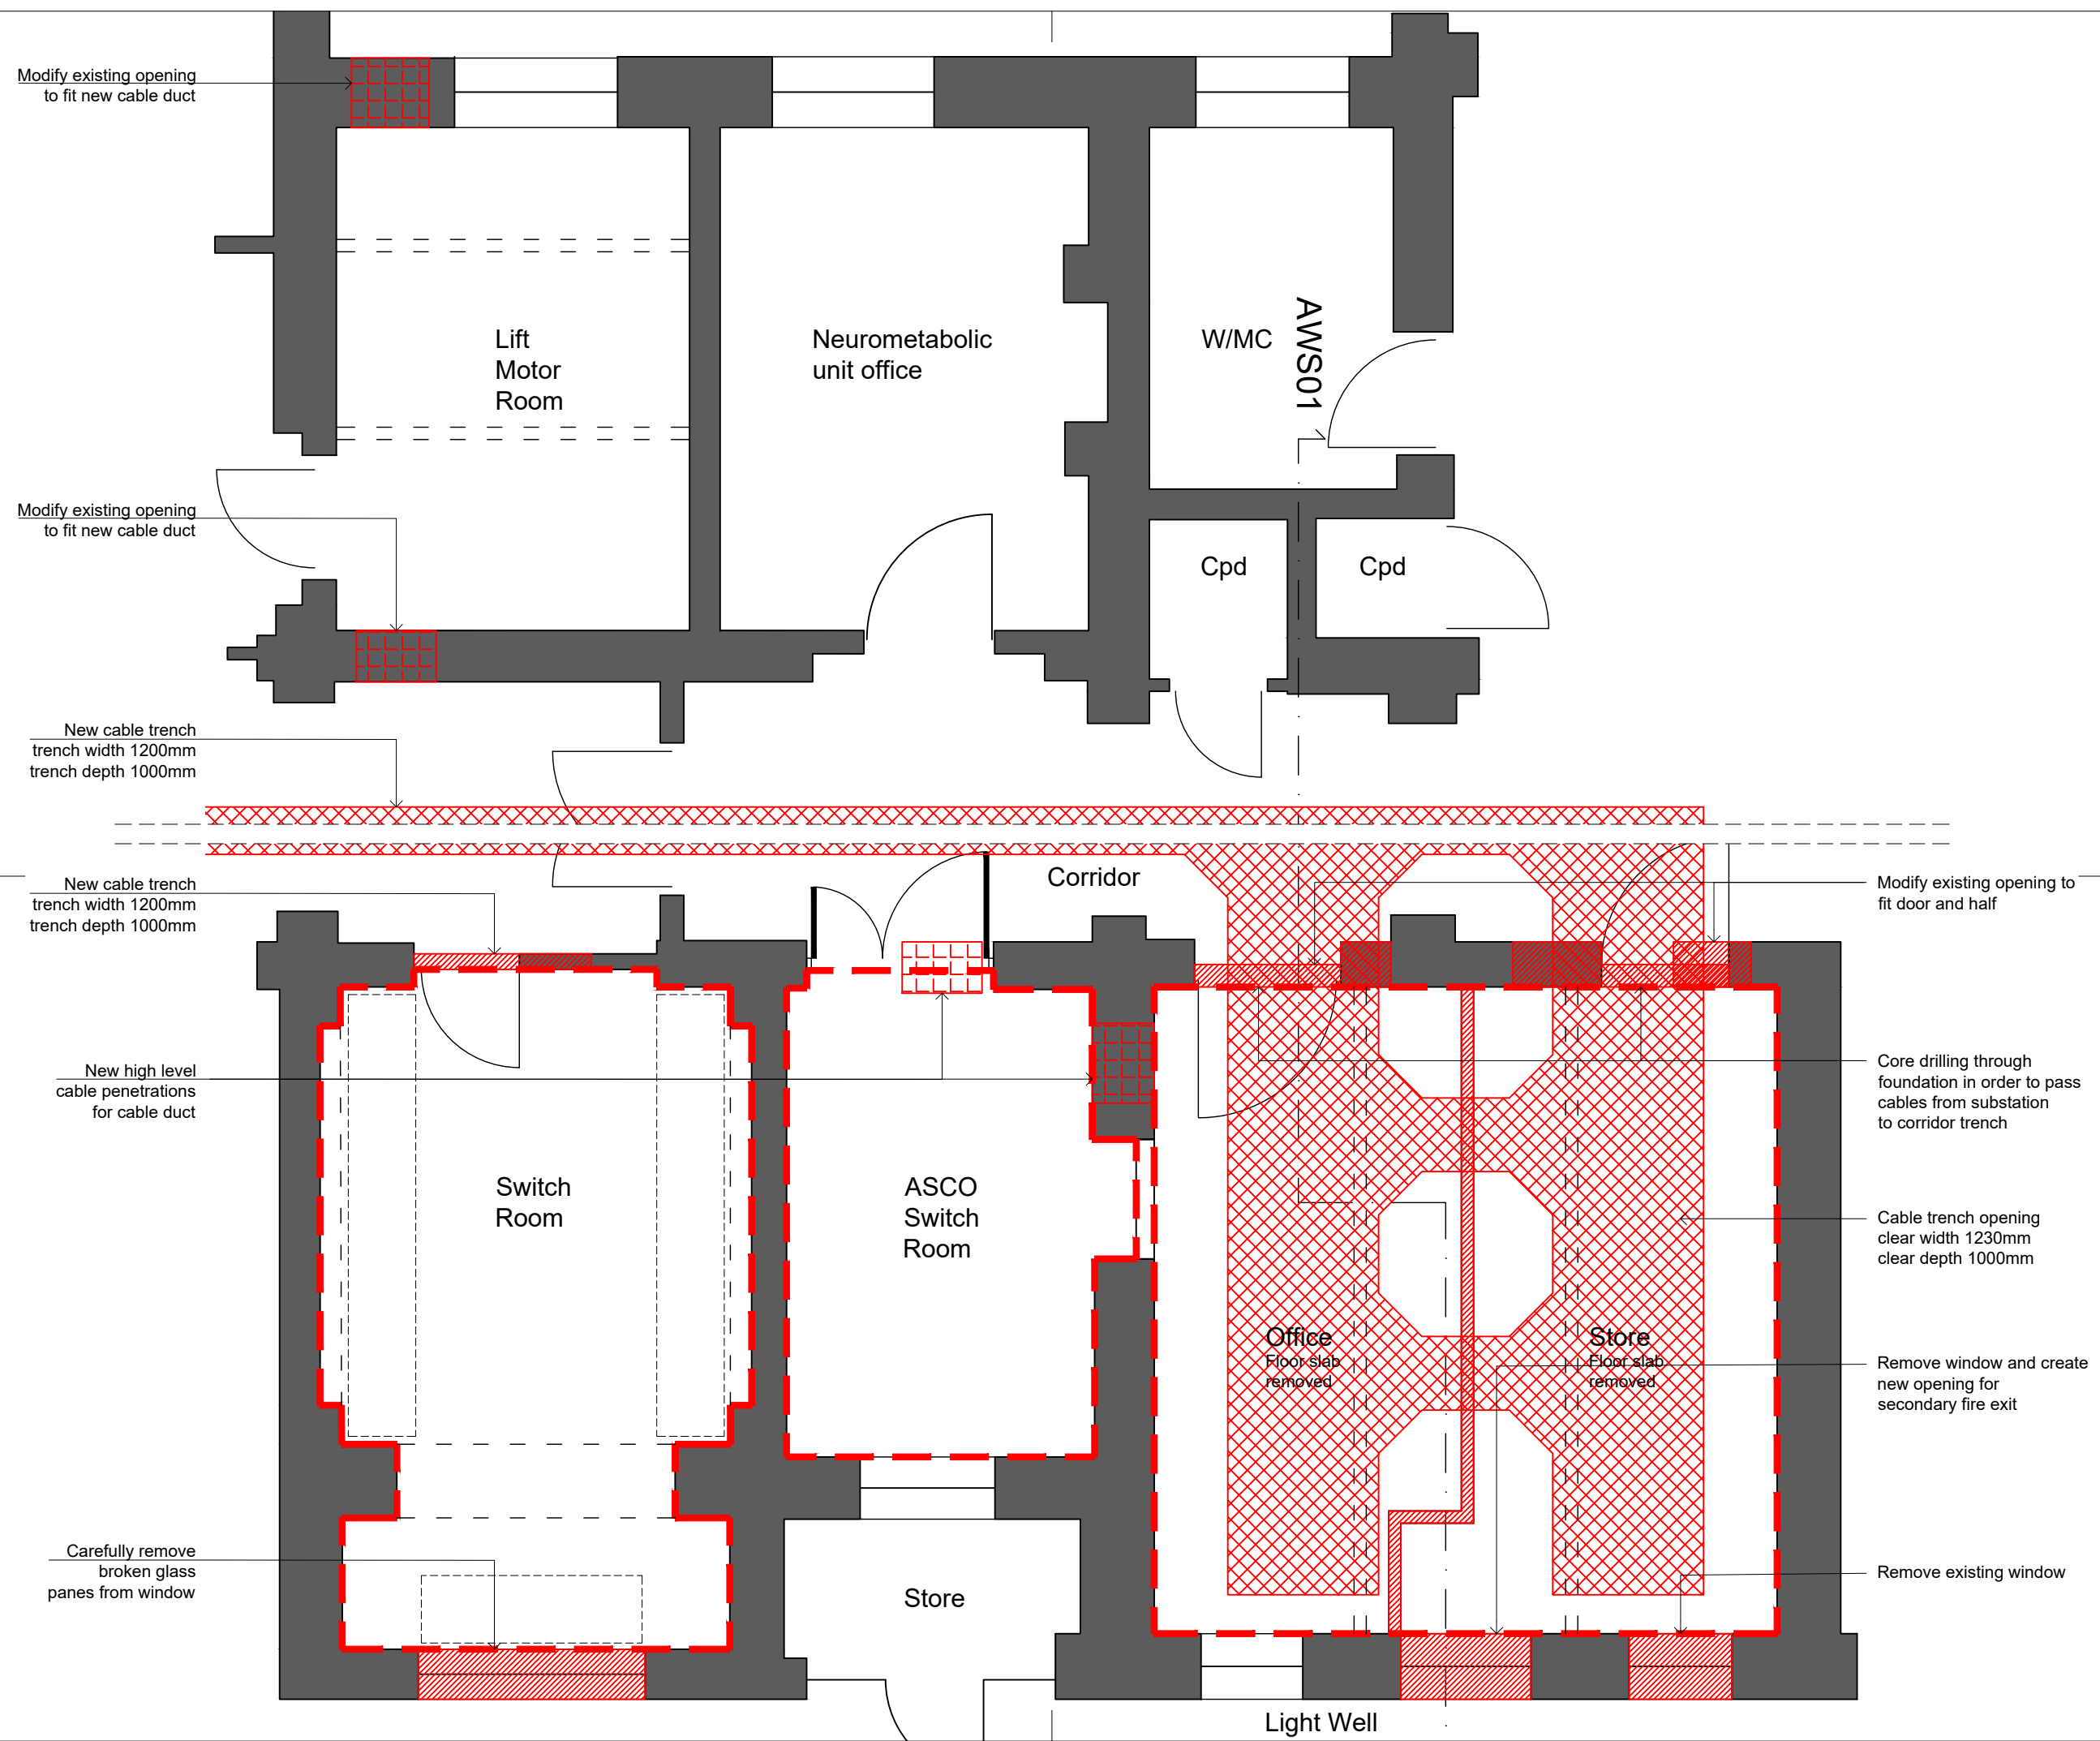 Modify existing opening
to fit new cable duct
Lift
Motor
Room
Neurometabolic
unit office
W/MC
AWS01
Modify existing opening
to fit new cable duct
Cpd
Cpd
New cable trench
trench width 1200mm
trench depth 1000mm
Corridor
New cable trench
trench width 1200mm
trench depth 1000mm
Modify existing opening to
fit door and half
New high level
cable penetrations
for cable duct
Core drilling through
foundation in order to pass
cables from substation
to corridor trench
Switch
Room
ASCO
Switch
Room
Cable trench opening
clear width 1230mm
clear depth 1000mm
Office
Floor slab
removed
Store
Floor slab
removed
Remove window and create
new opening for
secondary fire exit
Carefully remove
broken glass
panes from window
Store
Remove existing window
Light Well